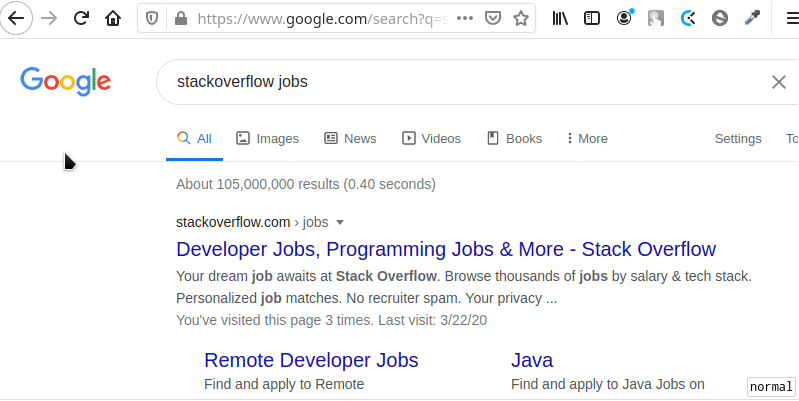 https://www.google.com/search?q=s
Google
stackoverflow jobs
All Images News Videos Books More Settings To
About 105,000,000 results (0.40 seconds)
stackoverflow.com › jobs
Developer Jobs, Programming Jobs & More - Stack Overflow
Your dream job awaits at Stack Overflow. Browse thousands of jobs by salary & tech stack.
Personalized job matches. No recruiter spam. Your privacy ...
You've visited this page 3 times. Last visit: 3/22/20
Remote Developer Jobs Java
Find and apply to Remote Find and apply to Java Jobs on
normal